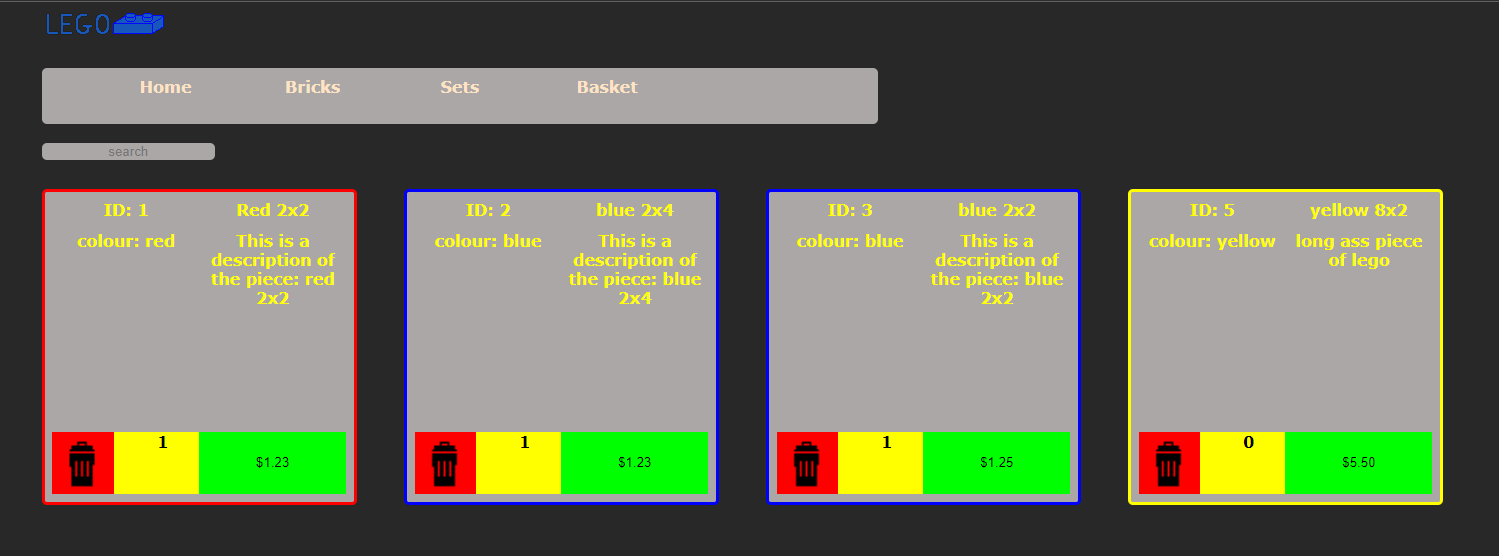 LEGO
Home Bricks Sets Basket
search
ID: 1 Red 2x2
colour: red This is a
description of
the piece: red
2x2
1 $1.23
ID: 2 blue 2x4
colour: blue This is a
description of
the piece: blue
2x4
1 $1.23
ID: 3 blue 2x2
colour: blue This is a
description of
the piece: blue
2x2
1 $1.25
ID: 5 yellow 8x2
colour: yellow long ass piece
of lego
0 $5.50